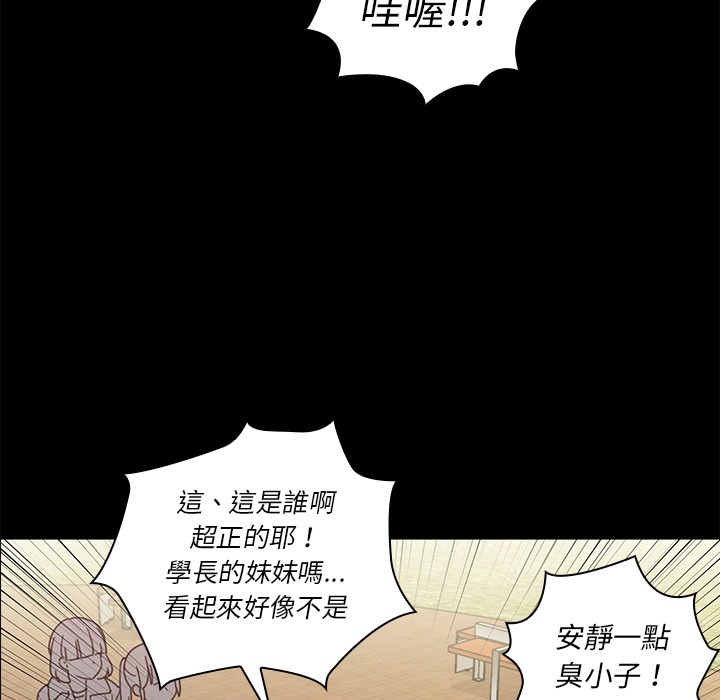 哇喔!!!
這、這是誰啊
超正的耶！
學長的妹妹嗎...
看起來好像不是
安靜一點
臭小子！